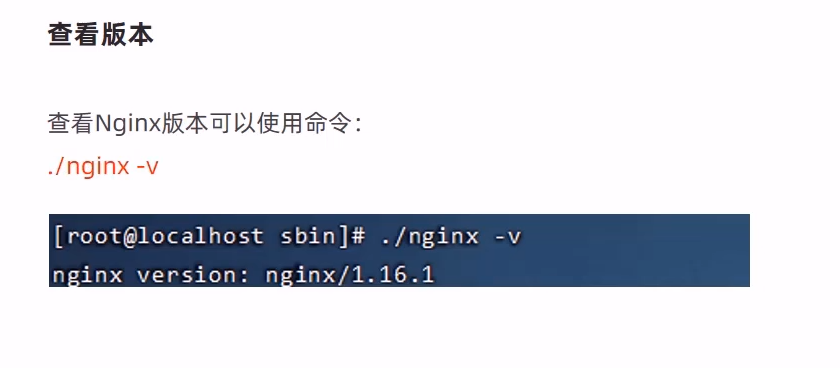 查看版本
查看Nginx版本可以使用命令：
./nginx -v
[root@localhost sbin]# ./nginx -v
nginx version: nginx/1.16.1